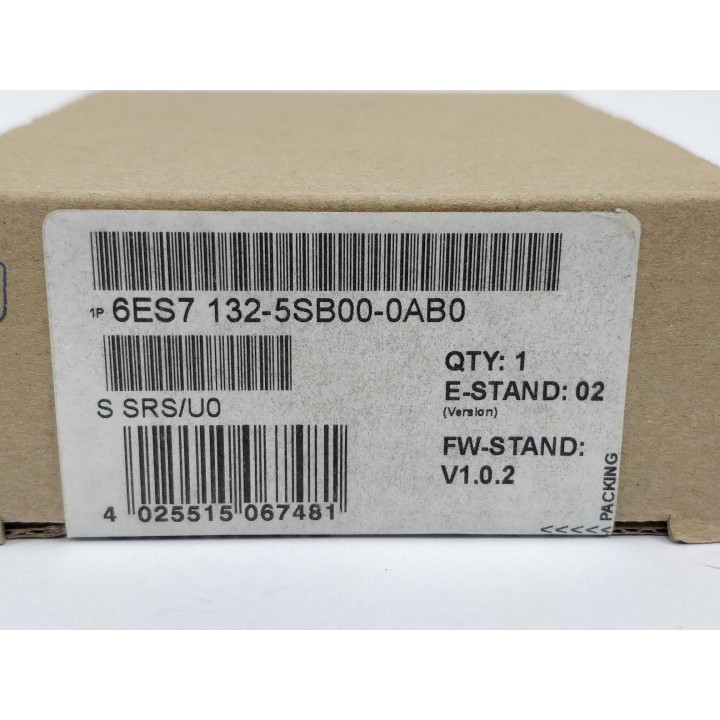 1P 6ES7 132-5SB00-0AB0
QTY: 1
S SRS/U0
E-STAND: 02
(Version)
FW-STAND:
V1.0.2
4 025515 067481
<<<<< PACKING